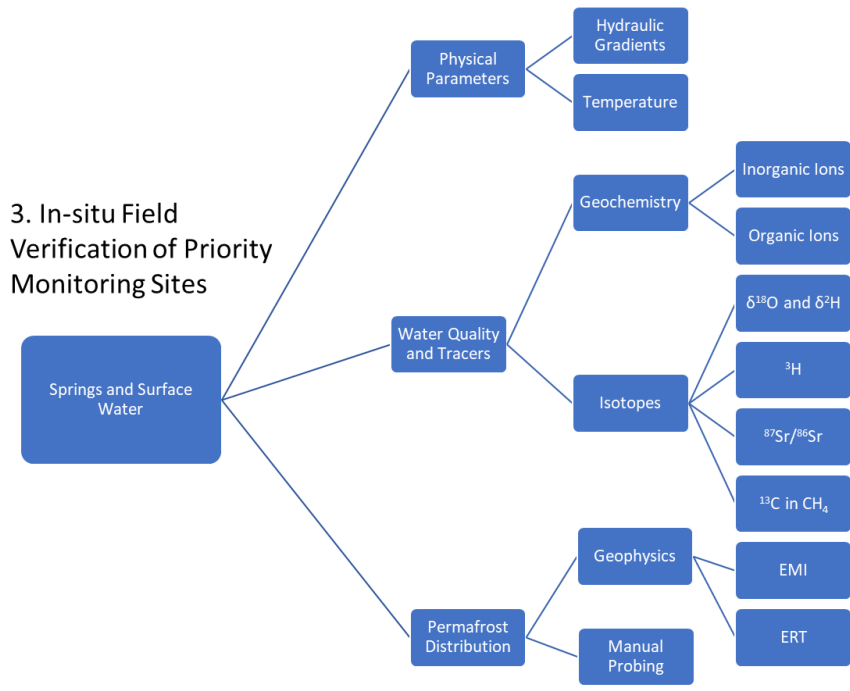 3. In-situ Field
Verification of Priority
Monitoring Sites
Springs and Surface
Water
Physical
Parameters
Hydraulic
Gradients
Temperature
Water Quality
and Tracers
Geochemistry
Inorganic Ions
Organic Ions
Isotopes
δ¹⁸O and δ²H
³H
⁸⁷Sr/⁸⁶Sr
¹³C in CH₄
Permafrost
Distribution
Geophysics
EMI
ERT
Manual
Probing